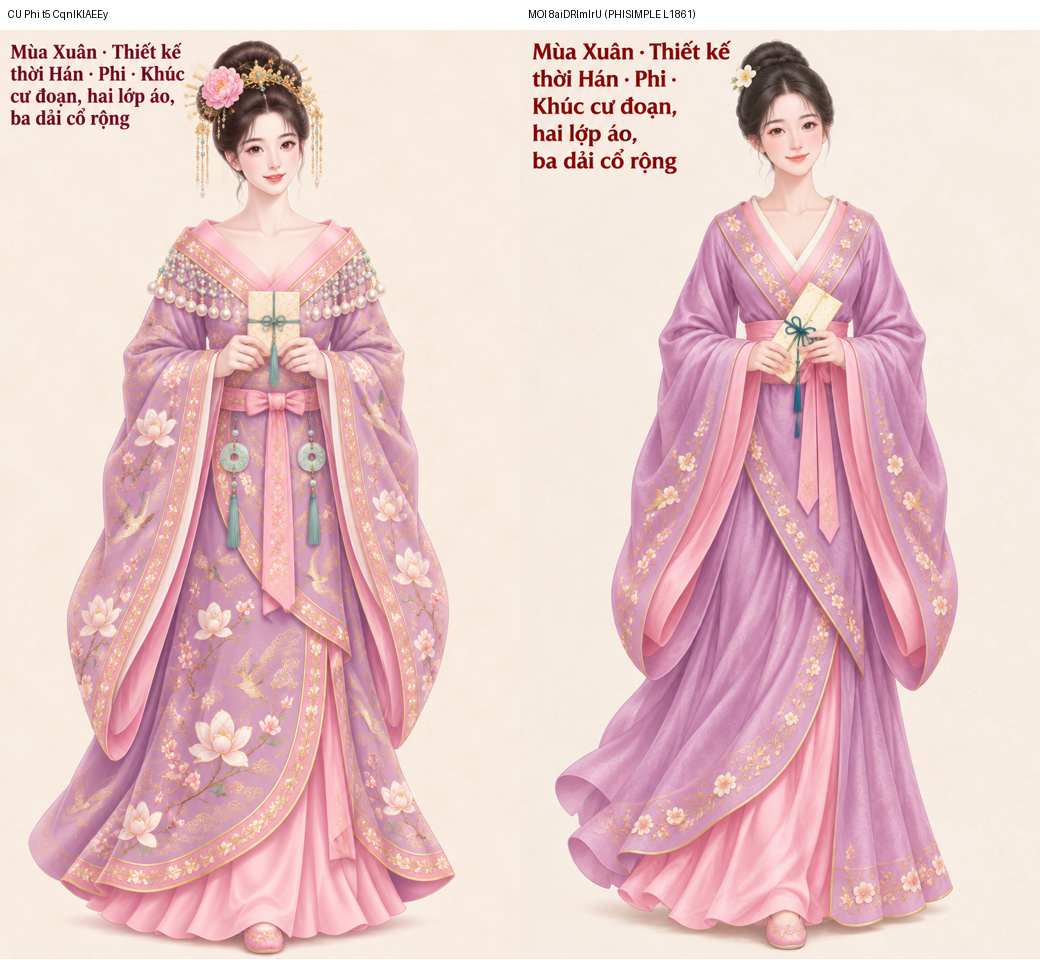 CU Phi t5 CqnIKIAEEy
MOI 8aiDRImIrU (PHISIMPLE L1861)
Mùa Xuân · Thiết kế
thời Hán · Phi · Khúc
cư đoạn, hai lớp áo,
ba dải cổ rộng
Mùa Xuân · Thiết kế
thời Hán · Phi ·
Khúc cư đoạn,
hai lợp áo,
ba dải cổ rộng